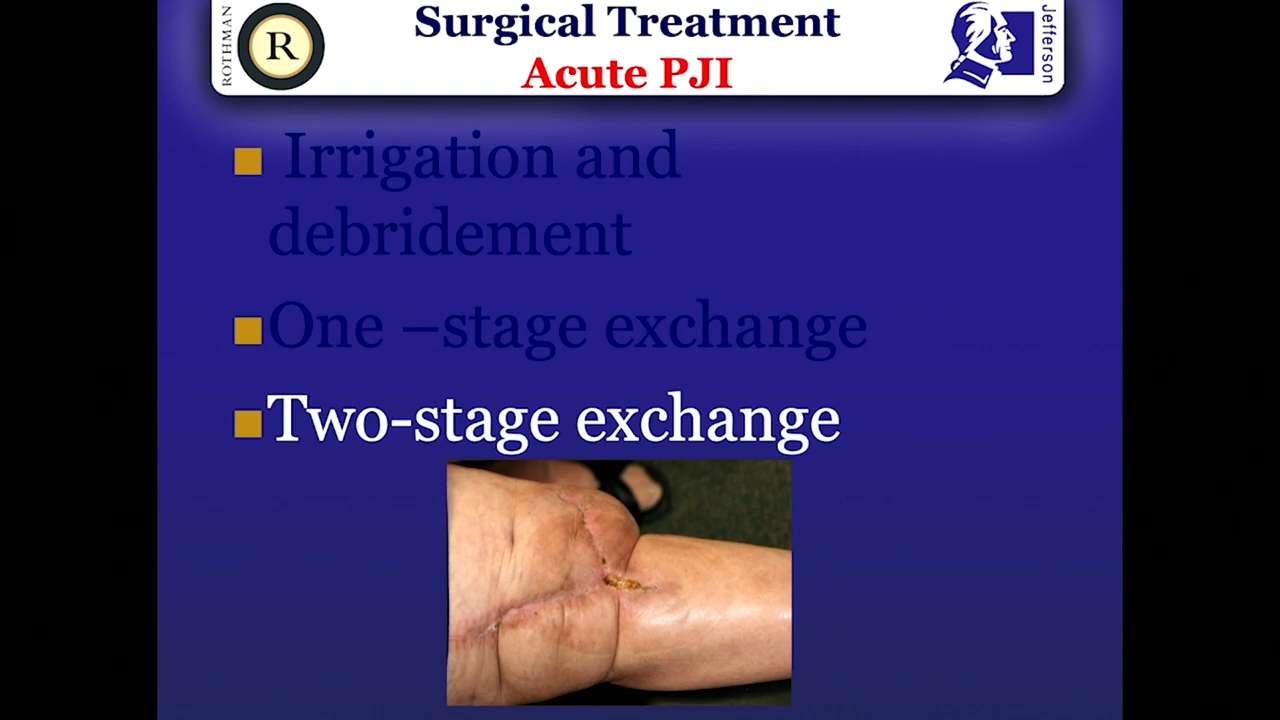 Surgical Treatment
Acute PJI
ROTHMAN
R
Jefferson
Irrigation and
debridement
One –stage exchange
Two-stage exchange